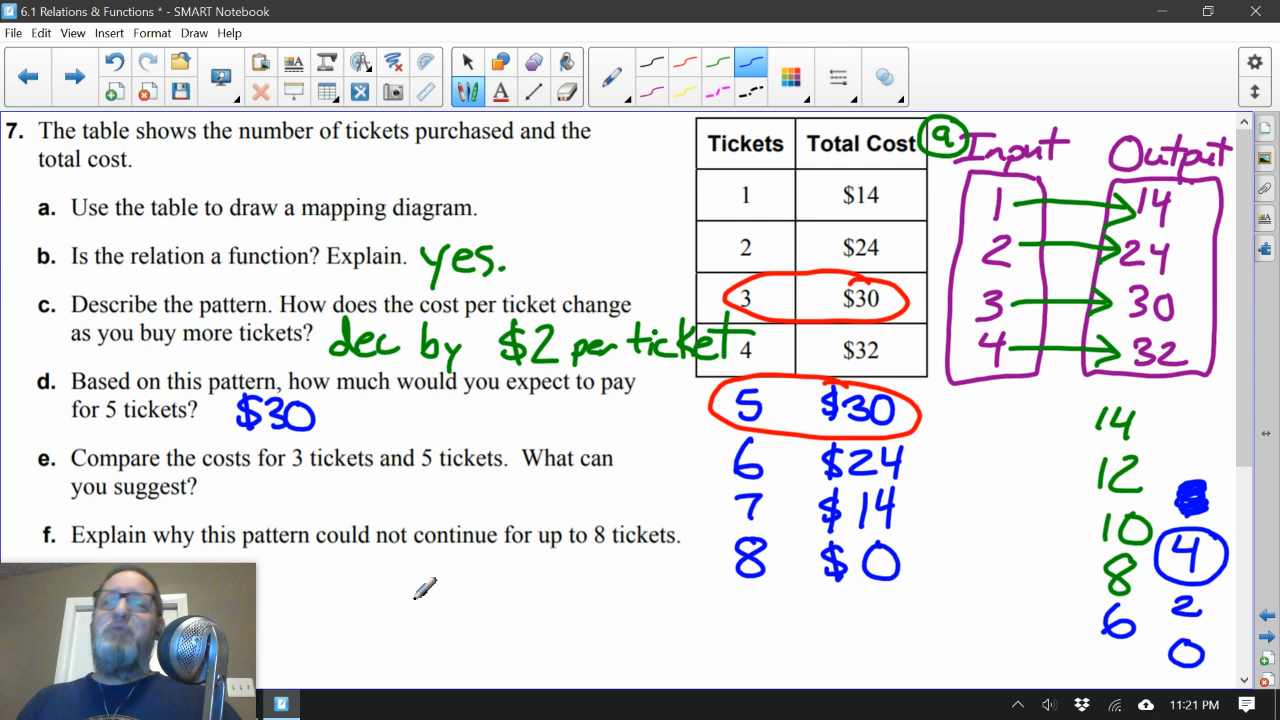 6.1 Relations & Functions * - SMART Notebook
File Edit View Insert Format Draw Help
7. The table shows the number of tickets purchased and the
total cost.
a. Use the table to draw a mapping diagram.
b. Is the relation a function? Explain. yes.
c. Describe the pattern. How does the cost per ticket change
as you buy more tickets? dec by $2 per ticket
d. Based on this pattern, how much would you expect to pay
for 5 tickets? $30
e. Compare the costs for 3 tickets and 5 tickets. What can
you suggest?
f. Explain why this pattern could not continue for up to 8 tickets.
Tickets Total Cost
1 $14
2 $24
3 $30
4 $32
5 $30
6 $24
7 $14
8 $0
a Input Output
1 14
2 24
3 30
4 32
14
12
10
8
6
4
2
0
11:21 PM